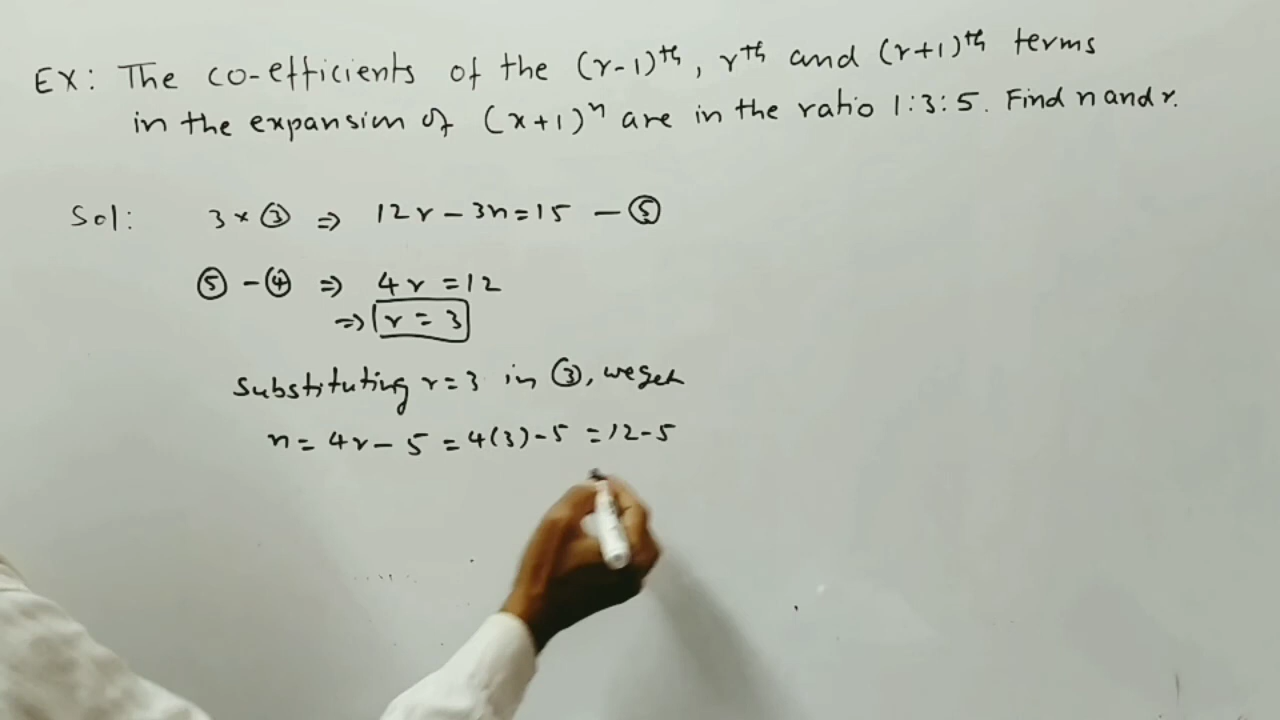 EX: The co-efficients of the (r-1)ᵗʰ, rᵗʰ and (r+1)ᵗʰ terms
in the expansion of (x+1)ⁿ are in the ratio 1:3:5. Find n and r.
Sol: 3 × ③ ⇒ 12r - 3n = 15 - ⑤
⑤ - ④ ⇒ 4r = 12
⇒ r = 3
Substituting r = 3 in ③, we get
n = 4r - 5 = 4(3) - 5 = 12 - 5